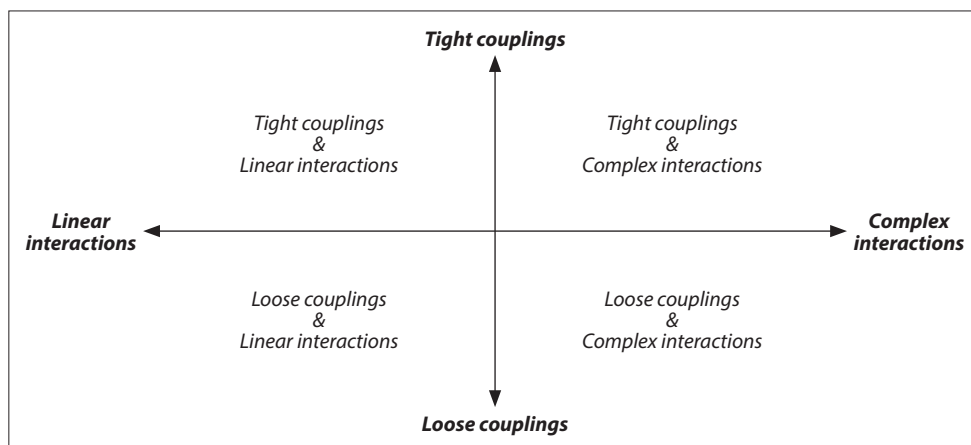 Tight couplings
Tight couplings
&
Linear interactions
Tight couplings
&
Complex interactions
Linear
interactions
Complex
interactions
Loose couplings
&
Linear interactions
Loose couplings
&
Complex interactions
Loose couplings